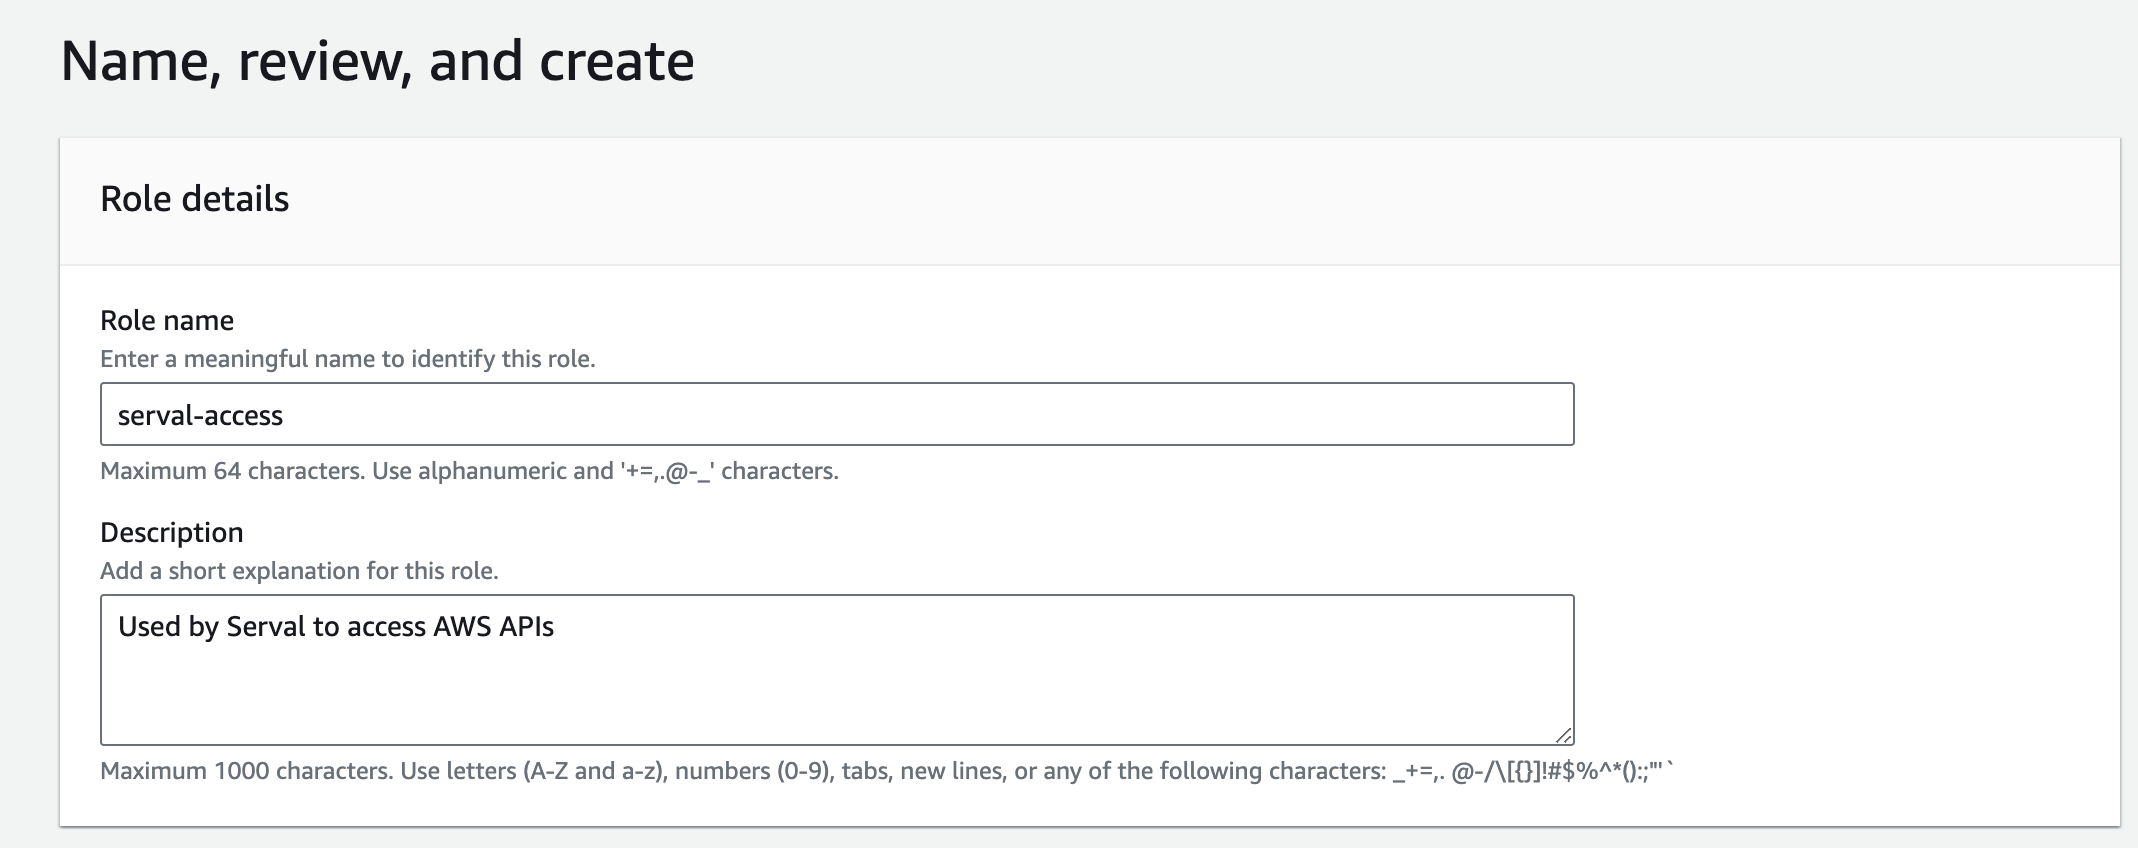 Name, review, and create
Role details
Role name
Enter a meaningful name to identify this role.
serval-access
Maximum 64 characters. Use alphanumeric and '+=,.@-_' characters.
Description
Add a short explanation for this role.
Used by Serval to access AWS APIs
Maximum 1000 characters. Use letters (A-Z and a-z), numbers (0-9), tabs, new lines, or any of the following characters: _+=,. @-/\[{}]!#$%^*():;"'`